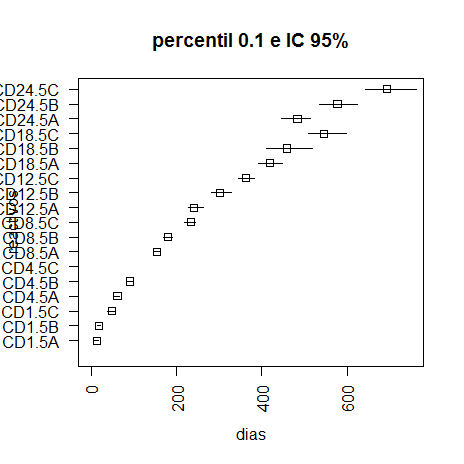 percentil 0.1 e IC 95%
CD24.5C
CD24.5B
CD24.5A
CD18.5C
CD18.5B
CD18.5A
CD12.5C
CD12.5B
CD12.5A
CD8.5C
CD8.5B
CD8.5A
CD4.5C
CD4.5B
CD4.5A
CD1.5C
CD1.5B
CD1.5A
0
200
400
600
dias